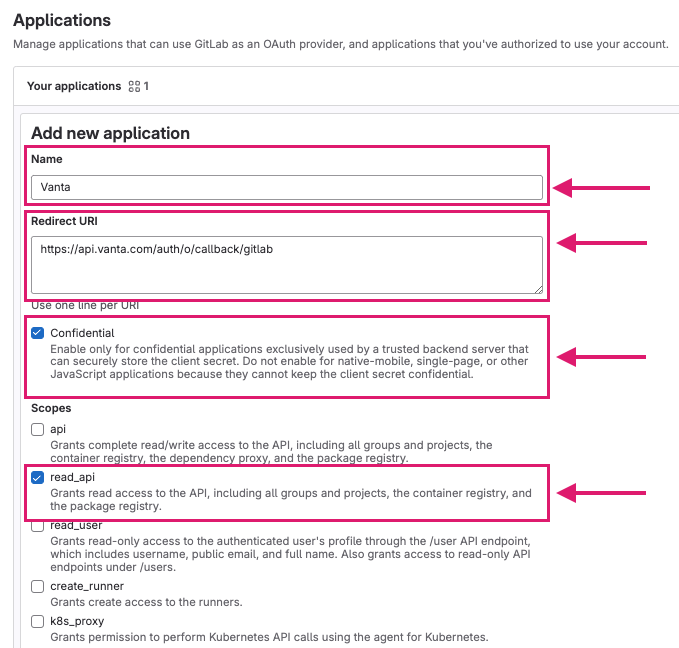 Applications
Manage applications that can use GitLab as an OAuth provider, and applications that you've authorized to use your account.
Your applications 1
Add new application
Name
Vanta
Redirect URI
https://api.vanta.com/auth/o/callback/gitlab
Use one line per URI
Confidential
Enable only for confidential applications exclusively used by a trusted backend server that
can securely store the client secret. Do not enable for native-mobile, single-page, or other
JavaScript applications because they cannot keep the client secret confidential.
Scopes
api
Grants complete read/write access to the API, including all groups and projects, the
container registry, the dependency proxy, and the package registry.
read_api
Grants read access to the API, including all groups and projects, the container registry, and
the package registry.
read_user
Grants read-only access to the authenticated user's profile through the /user API endpoint,
which includes username, public email, and full name. Also grants access to read-only API
endpoints under /users.
create_runner
Grants create access to the runners.
k8s_proxy
Grants permission to perform Kubernetes API calls using the agent for Kubernetes.